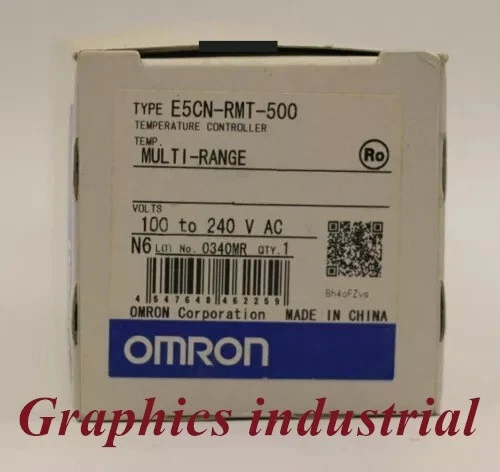 TYPE E5CN-RMT-500
TEMPERATURE CONTROLLER
TEMP.
MULTI-RANGE
Ro
VOLTS
100 to 240 V AC
N6 LOT No. 0340MR QTY.1
4 547648 462259
Bh4oFZvs
OMRON Corporation MADE IN CHINA
OMRON
Graphics industrial